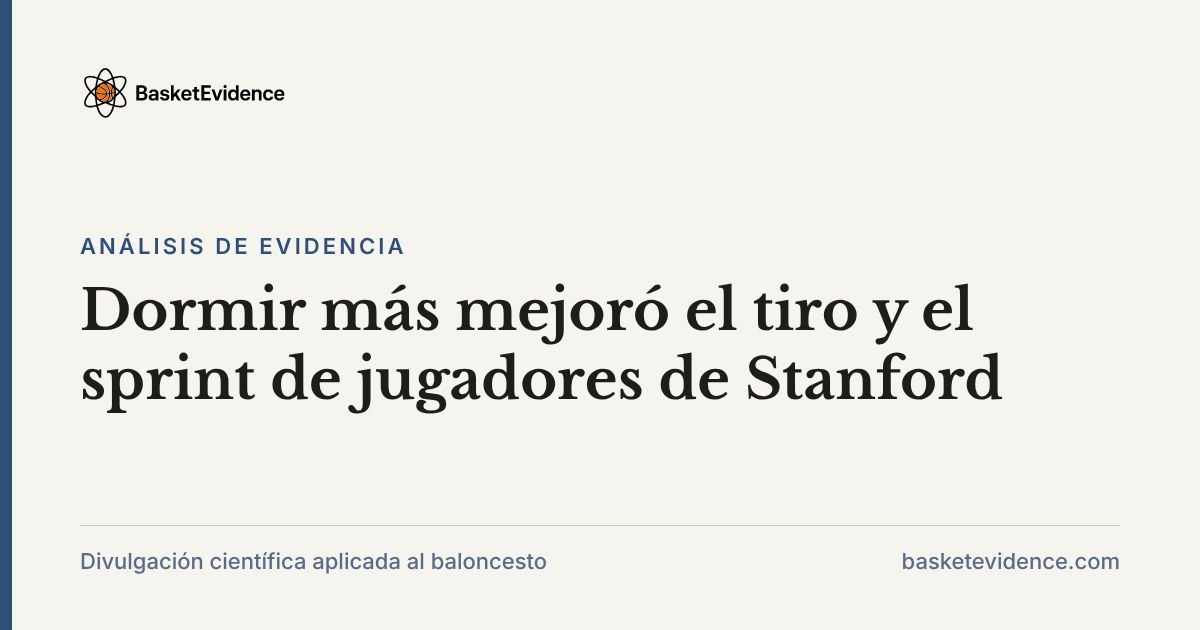 BasketEvidence
ANÁLISIS DE EVIDENCIA
Dormir más mejoró el tiro y el
sprint de jugadores de Stanford
Divulgación científica aplicada al baloncesto
basketevidence.com